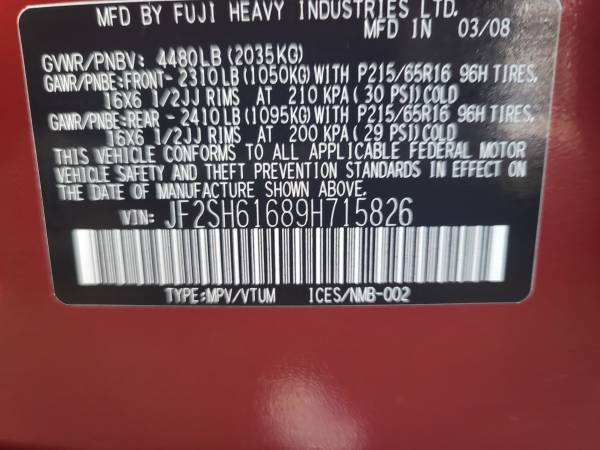 MFD BY FUJI HEAVY INDUSTRIES LTD.
MFD IN 03/08
GVWR/PNBV: 4480LB(2035KG)
GAWR/PNBE:FRONT-2310LB(1050KG)WITH P215/65R16 96H TIRES,
16X6 1/2JJ RIMS AT 210 KPA(30 PSI)COLD
GAWR/PNBE:REAR -2410LB(1095KG)WITH P215/65R16 96H TIRES,
16X6 1/2JJ RIMS AT 200 KPA(29 PSI)COLD
THIS VEHICLE CONFORMS TO ALL APPLICABLE FEDERAL MOTOR
VEHICLE SAFETY AND THEFT PREVENTION STANDARDS IN EFFECT ON
THE DATE OF MANUFACTURE SHOWN ABOVE.
VIN: JF2SH61689H715826
TYPE:MPV/VTUM ICES/NMB-002